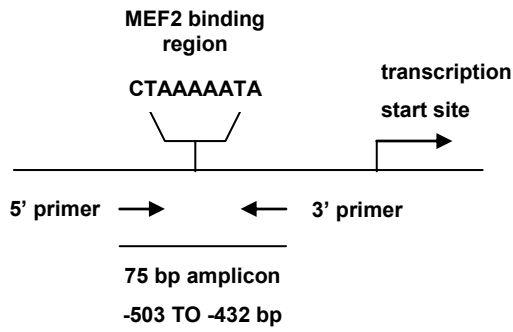 MEF2 binding
region
CTAAAAATA
transcription
start site
5' primer
3' primer
75 bp amplicon
-503 TO -432 bp